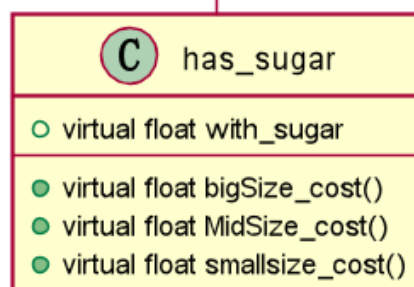 C has_sugar
virtual float with_sugar
virtual float bigSize_cost()
virtual float MidSize_cost()
virtual float smallsize_cost()